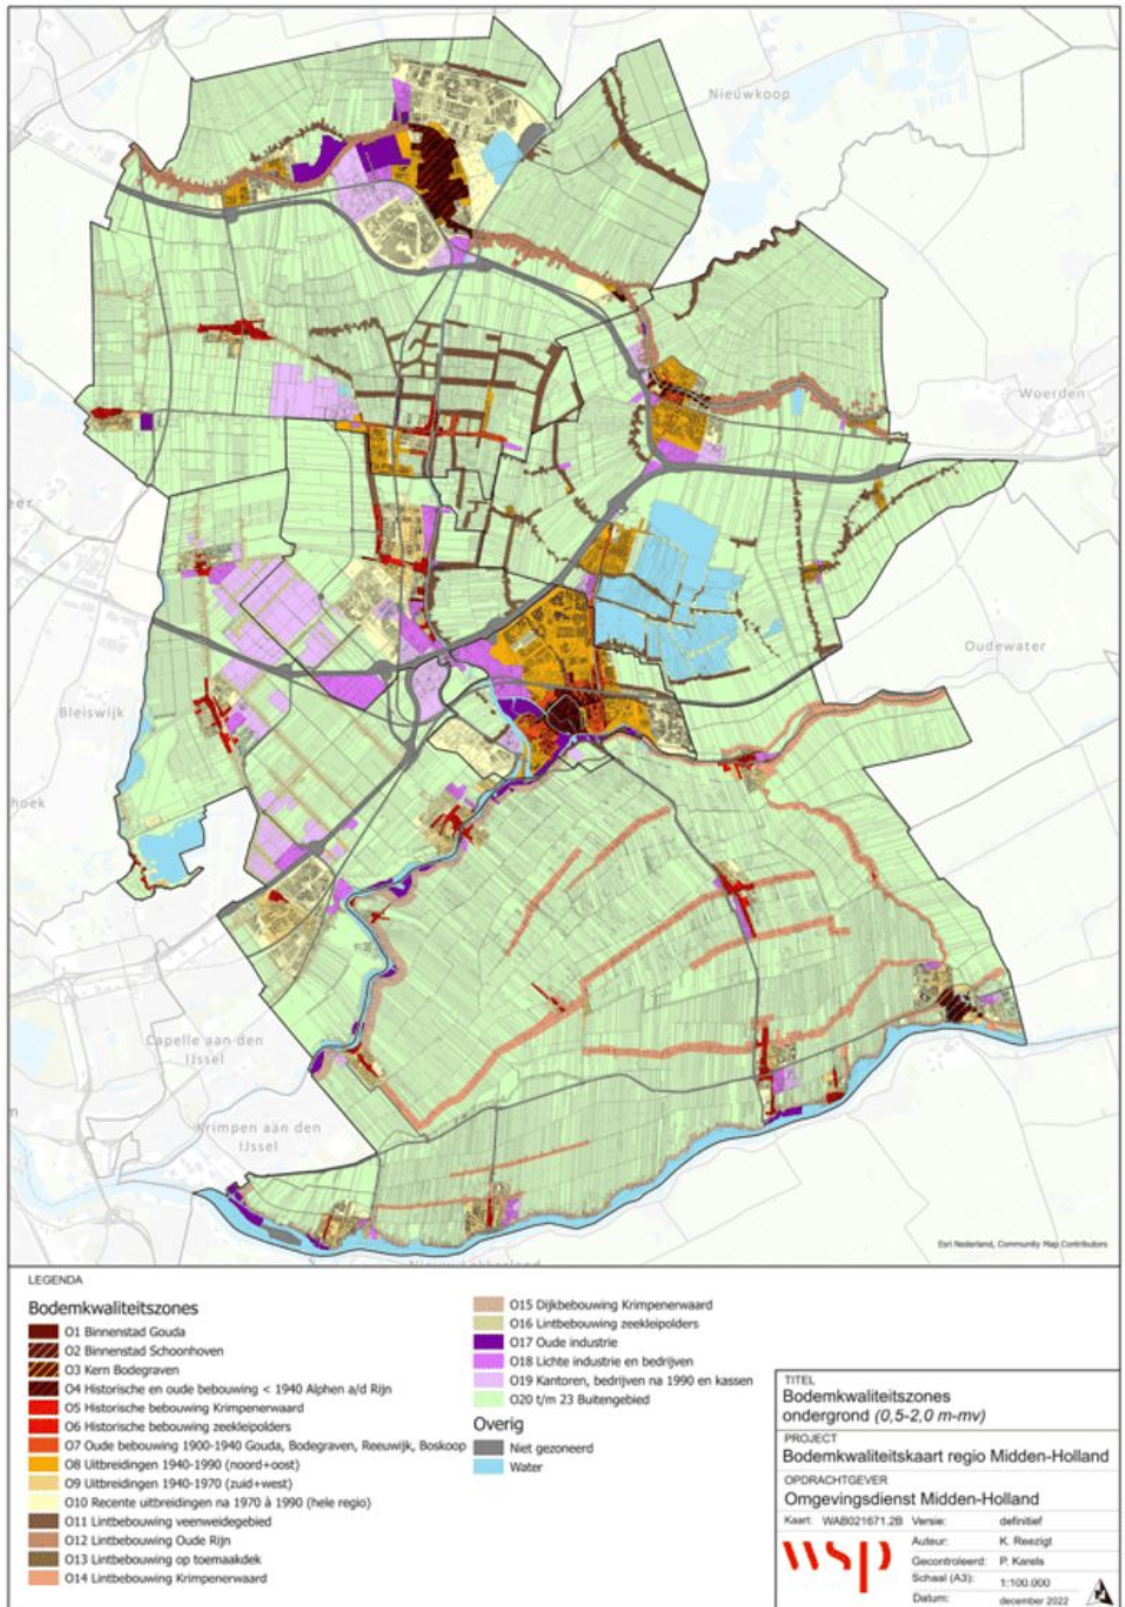 Nieuwkoop
Woerden
Oudewater
Bleiswijk
hoek
Capelle aan den
IJssel
Krimpen aan den
IJssel
Esri Nederland, Community Map Contributors
LEGENDA
Bodemkwaliteitszones
O1 Binnenstad Gouda
O2 Binnenstad Schoonhoven
O3 Kern Bodegraven
O4 Historische en oude bebouwing < 1940 Alphen a/d Rijn
O5 Historische bebouwing Krimpenerwaard
O6 Historische bebouwing zeekleipolders
O7 Oude bebouwing 1900-1940 Gouda, Bodegraven, Reeuwijk, Boskoop
O8 Uitbreidingen 1940-1990 (noord+oost)
O9 Uitbreidingen 1940-1970 (zuid+west)
O10 Recente uitbreidingen na 1970 à 1990 (hele regio)
O11 Lintbebouwing veenweidegebied
O12 Lintbebouwing Oude Rijn
O13 Lintbebouwing op toemaakdek
O14 Lintbebouwing Krimpenerwaard
O15 Dijkbebouwing Krimpenerwaard
O16 Lintbebouwing zeekleipolders
O17 Oude industrie
O18 Lichte industrie en bedrijven
O19 Kantoren, bedrijven na 1990 en kassen
O20 t/m 23 Buitengebied
Overig
Niet gezoneerd
Water
TITEL
Bodemkwaliteitszones
ondergrond (0,5-2,0 m-mv)
PROJECT
Bodemkwaliteitskaart regio Midden-Holland
OPDRACHTGEVER
Omgevingsdienst Midden-Holland
Kaart: WAB021671.2B Versie: definitief
Auteur: K. Reezigt
Gecontroleerd: P. Karels
Schaal (A3): 1:100.000
Datum: december 2022
wsp